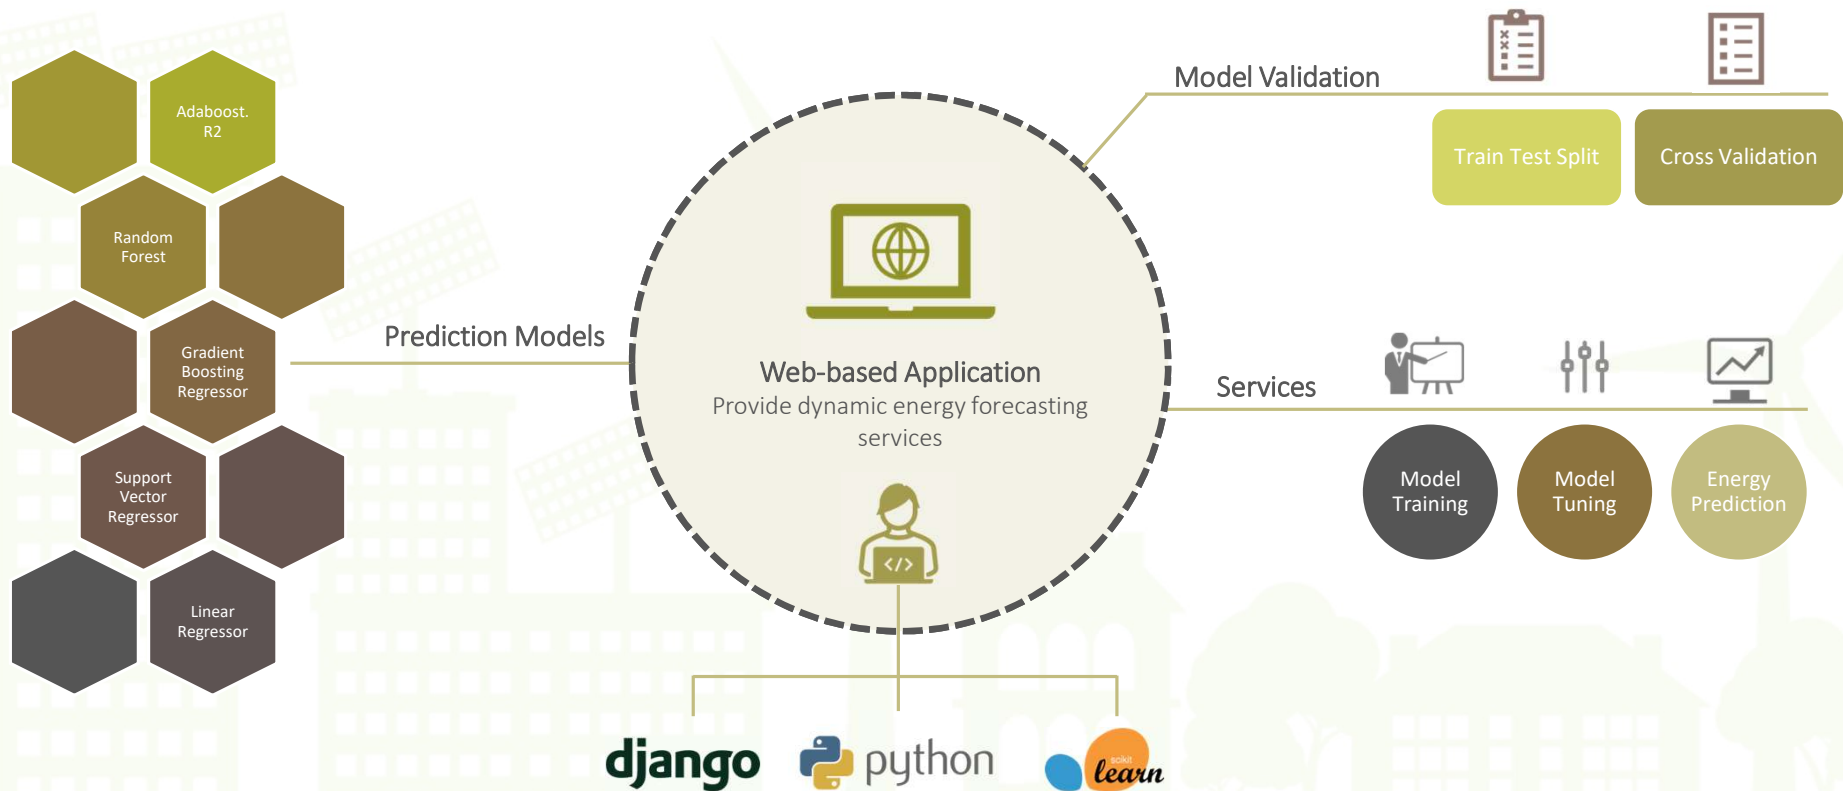 Adaboost.
R2
Random
Forest
Gradient
Boosting
Regressor
Support
Vector
Regressor
Linear
Regressor
Prediction Models
Web-based Application
Provide dynamic energy forecasting
services
</>
django
python
scikit
learn
Model Validation
Train Test Split
Cross Validation
Services
Model
Training
Model
Tuning
Energy
Prediction